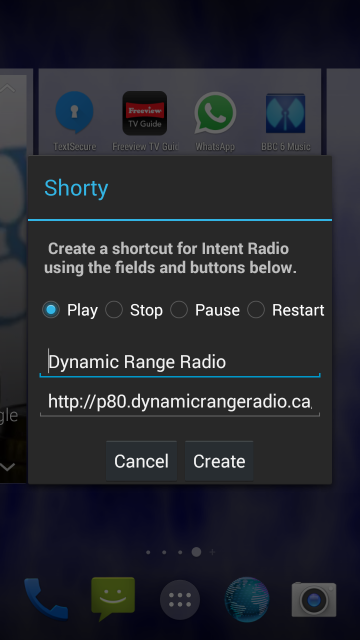 Freeview
TV Guide
TextSecure
Freeview TV Guid
WhatsApp
BBC 6 Music
Shorty
Create a shortcut for Intent Radio
using the fields and buttons below.
Play
Stop
Pause
Restart
Dynamic Range Radio
http://p80.dynamicrangeradio.ca
gle
Cancel
Create